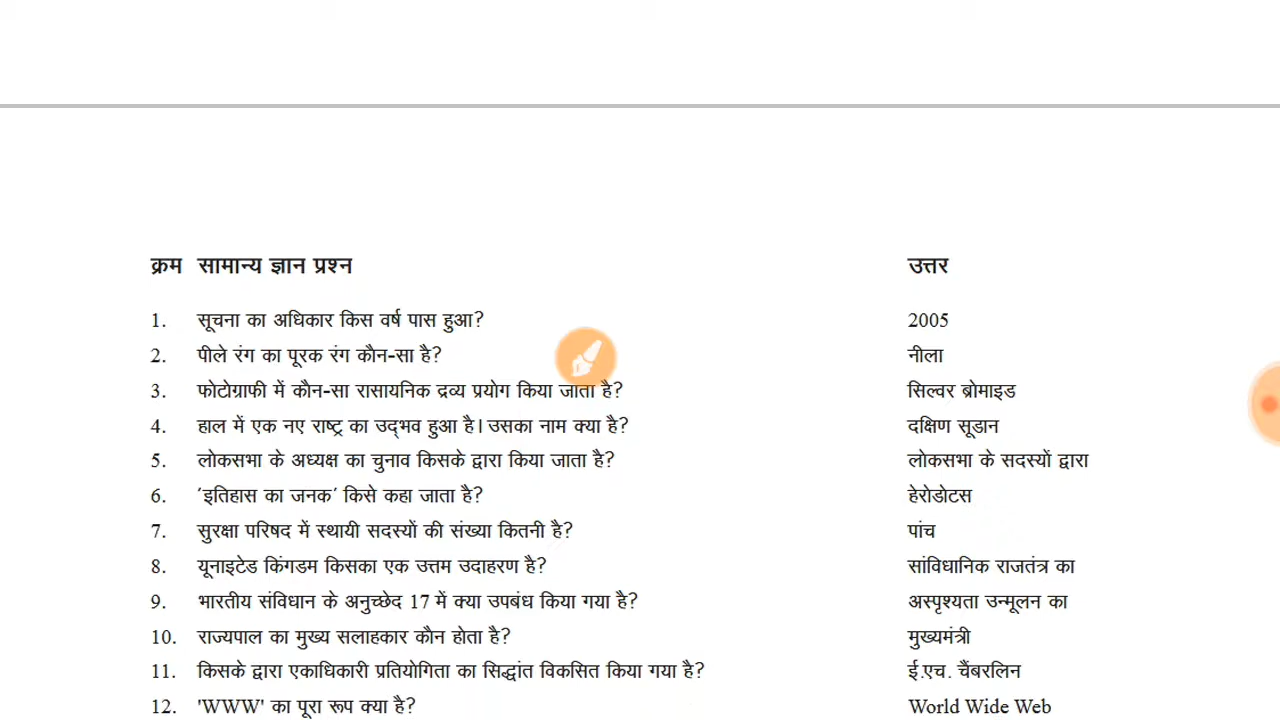 क्रम सामान्य ज्ञान प्रश्न उत्तर
1. सूचना का अधिकार किस वर्ष पास हुआ? 2005
2. पीले रंग का पूरक रंग कौन-सा है? नीला
3. फोटोग्राफी में कौन-सा रासायनिक द्रव्य प्रयोग किया जाता है? सिल्वर ब्रोमाइड
4. हाल में एक नए राष्ट्र का उद्‌भव हुआ है। उसका नाम क्या है? दक्षिण सूडान
5. लोकसभा के अध्यक्ष का चुनाव किसके द्वारा किया जाता है? लोकसभा के सदस्यों द्वारा
6. ′इतिहास का जनक′ किसे कहा जाता है? हेरोडोटस
7. सुरक्षा परिषद में स्थायी सदस्यों की संख्या कितनी है? पांच
8. यूनाइटेड किंगडम किसका एक उत्तम उदाहरण है? सांविधानिक राजतंत्र का
9. भारतीय संविधान के अनुच्छेद 17 में क्या उपबंध किया गया है? अस्पृश्यता उन्मूलन का
10. राज्यपाल का मुख्य सलाहकार कौन होता है? मुख्यमंत्री
11. किसके द्वारा एकाधिकारी प्रतियोगिता का सिद्धांत विकसित किया गया है? ई.एच. चैंबरलिन
12. 'WWW' का पूरा रूप क्या है? World Wide Web